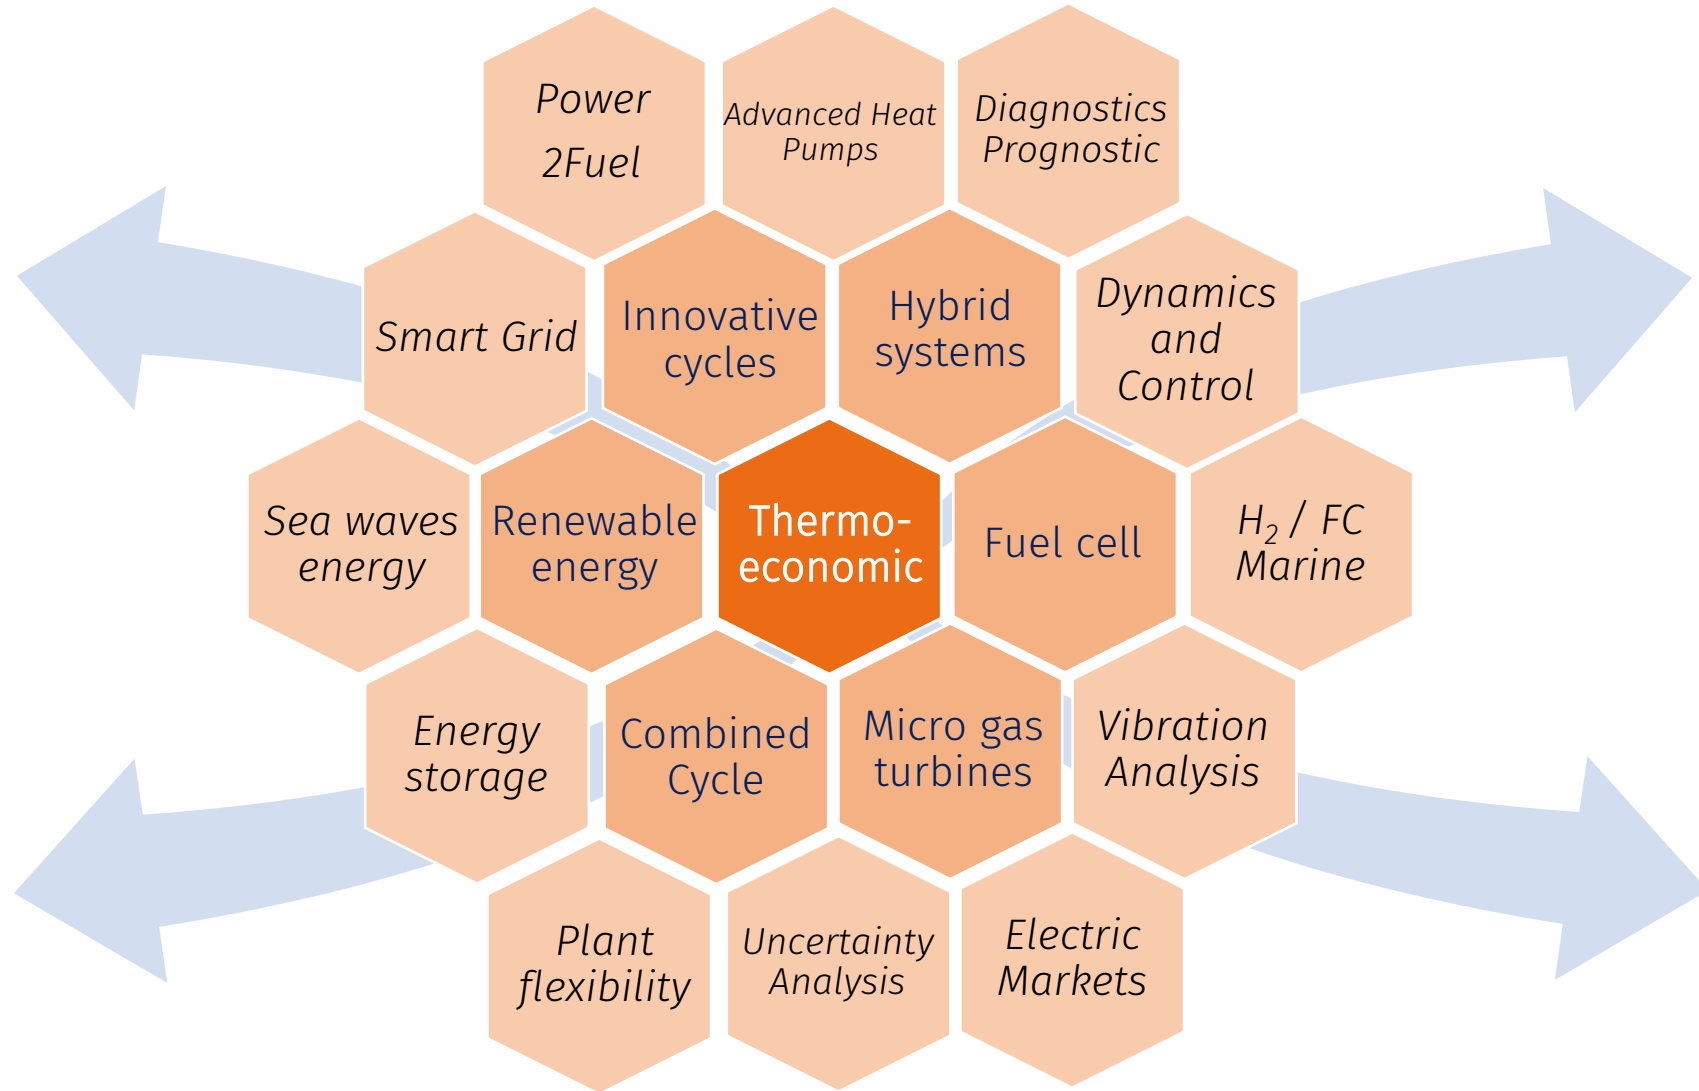 Power
2Fuel
Advanced Heat
Pumps
Diagnostics
Prognostic
Smart Grid
Innovative
cycles
Hybrid
systems
Dynamics
and
Control
Sea waves
energy
Renewable
energy
Thermo-
economic
Fuel cell
H₂ / FC
Marine
Energy
storage
Combined
Cycle
Micro gas
turbines
Vibration
Analysis
Plant
flexibility
Uncertainty
Analysis
Electric
Markets